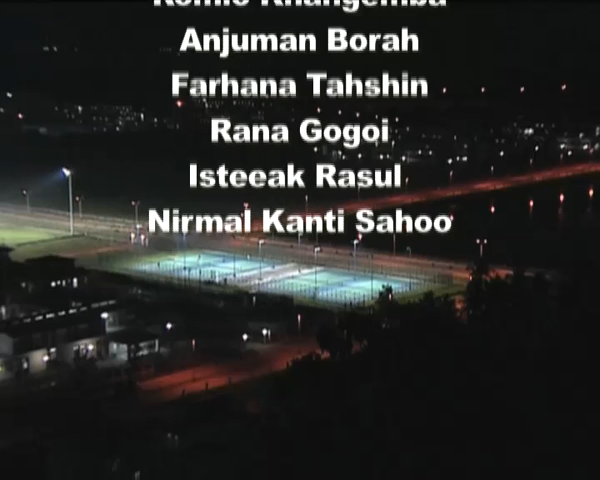 Anjuman Borah
Farhana Tahshin
Rana Gogoi
Isteeak Rasul
Nirmal Kanti Sahoo